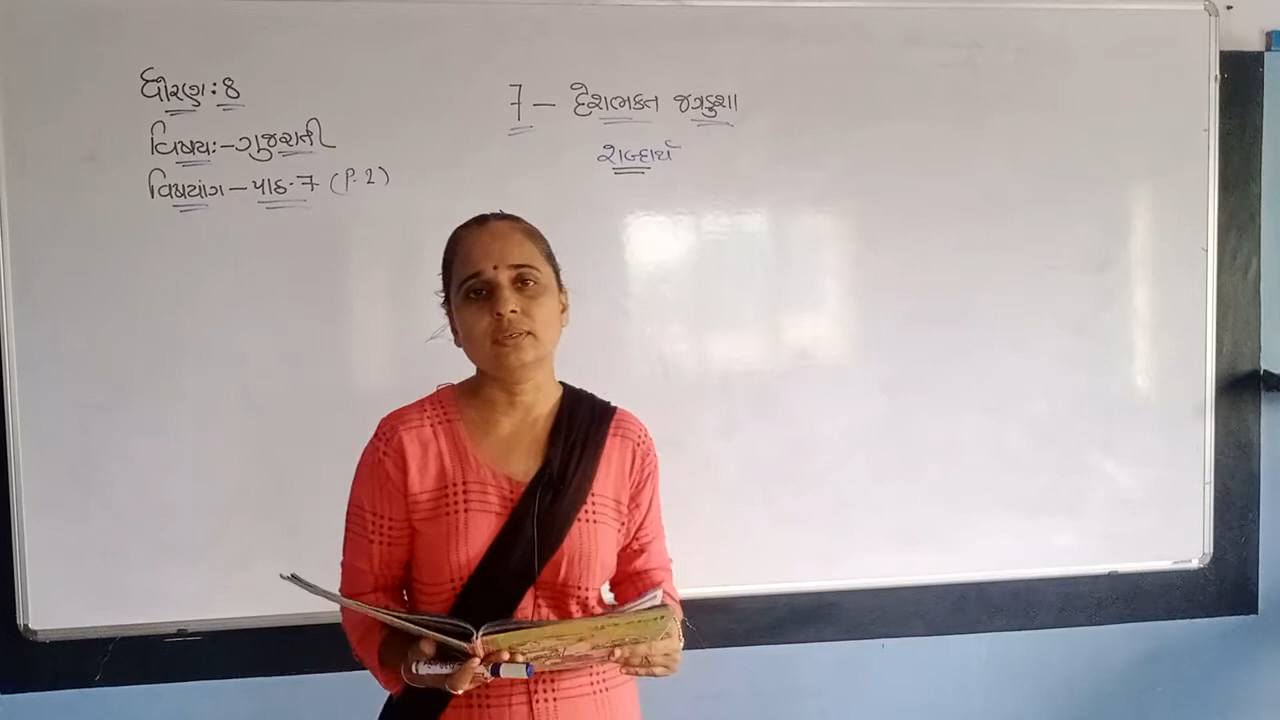 ધોરણ : 8
વિષય :- ગુજરાતી
વિષયાંગ - પાઠ-7 (P. 2)
7 - દેશભક્ત જગડુશા
શબ્દાર્થ